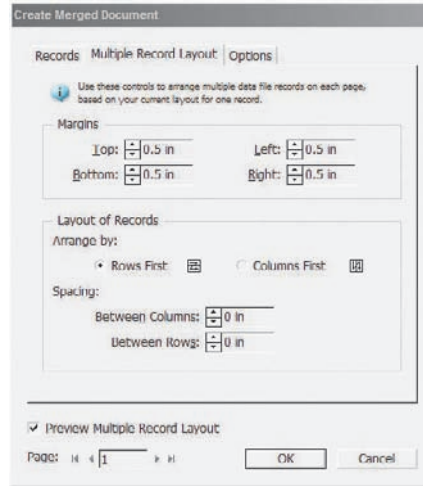 Create Merged Document
Records Multiple Record Layout Options
Use these controls to arrange multiple data file records on each page,
based on your current layout for one record.
Margins
Top: 0.5 in Left: 0.5 in
Bottom: 0.5 in Right: 0.5 in
Layout of Records
Arrange by:
Rows First Columns First
Spacing:
Between Columns: 0 in
Between Rows: 0 in
Preview Multiple Record Layout
Page: 1 OK Cancel